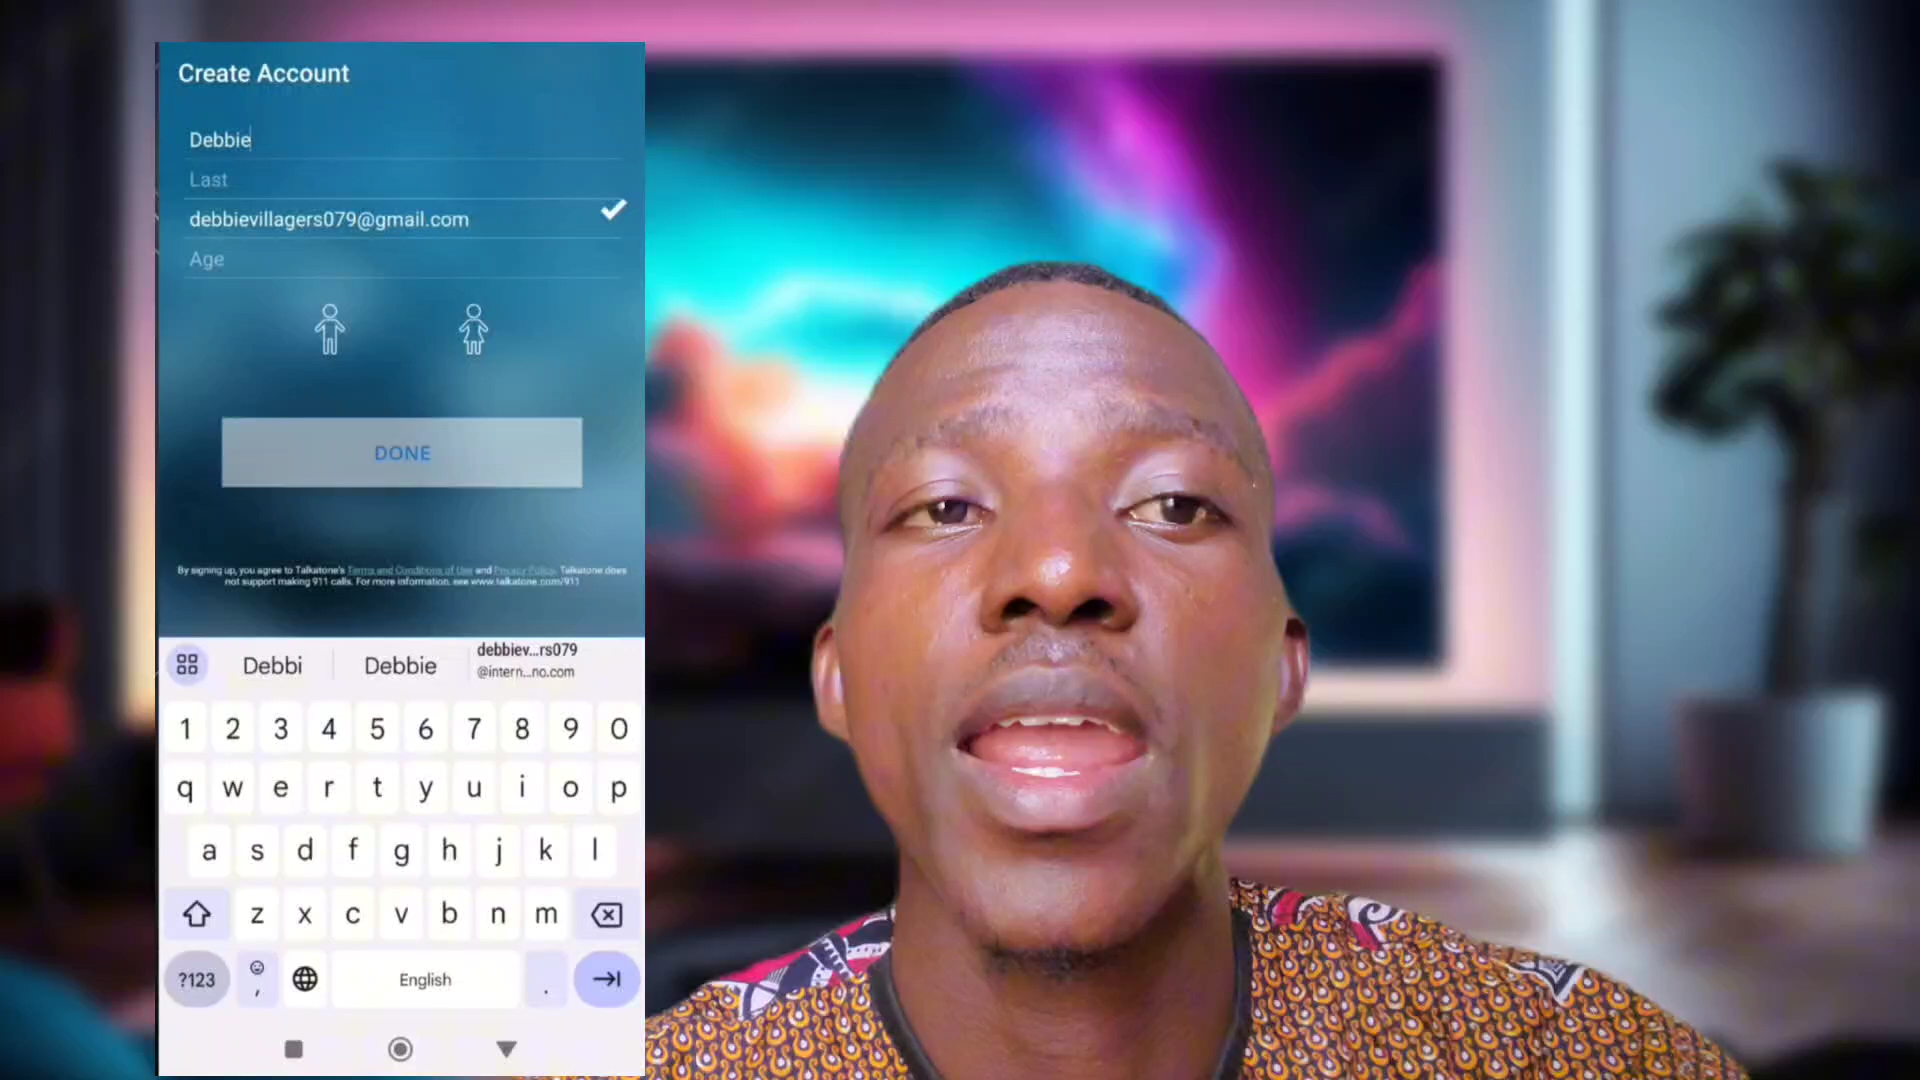 Create Account
Debbie
Last
debbievillagers079@gmail.com
Age
DONE
By signing up, you agree to Talkatone's Terms and Conditions of Use and Privacy Policy. Talkatone does
not support making 911 calls. For more information, see www.talkatone.com/911
Debbi Debbie debbiev...rs079
@intern...no.com
1 2 3 4 5 6 7 8 9 0
q w e r t y u i o p
a s d f g h j k l
z x c v b n m
?123 , English .